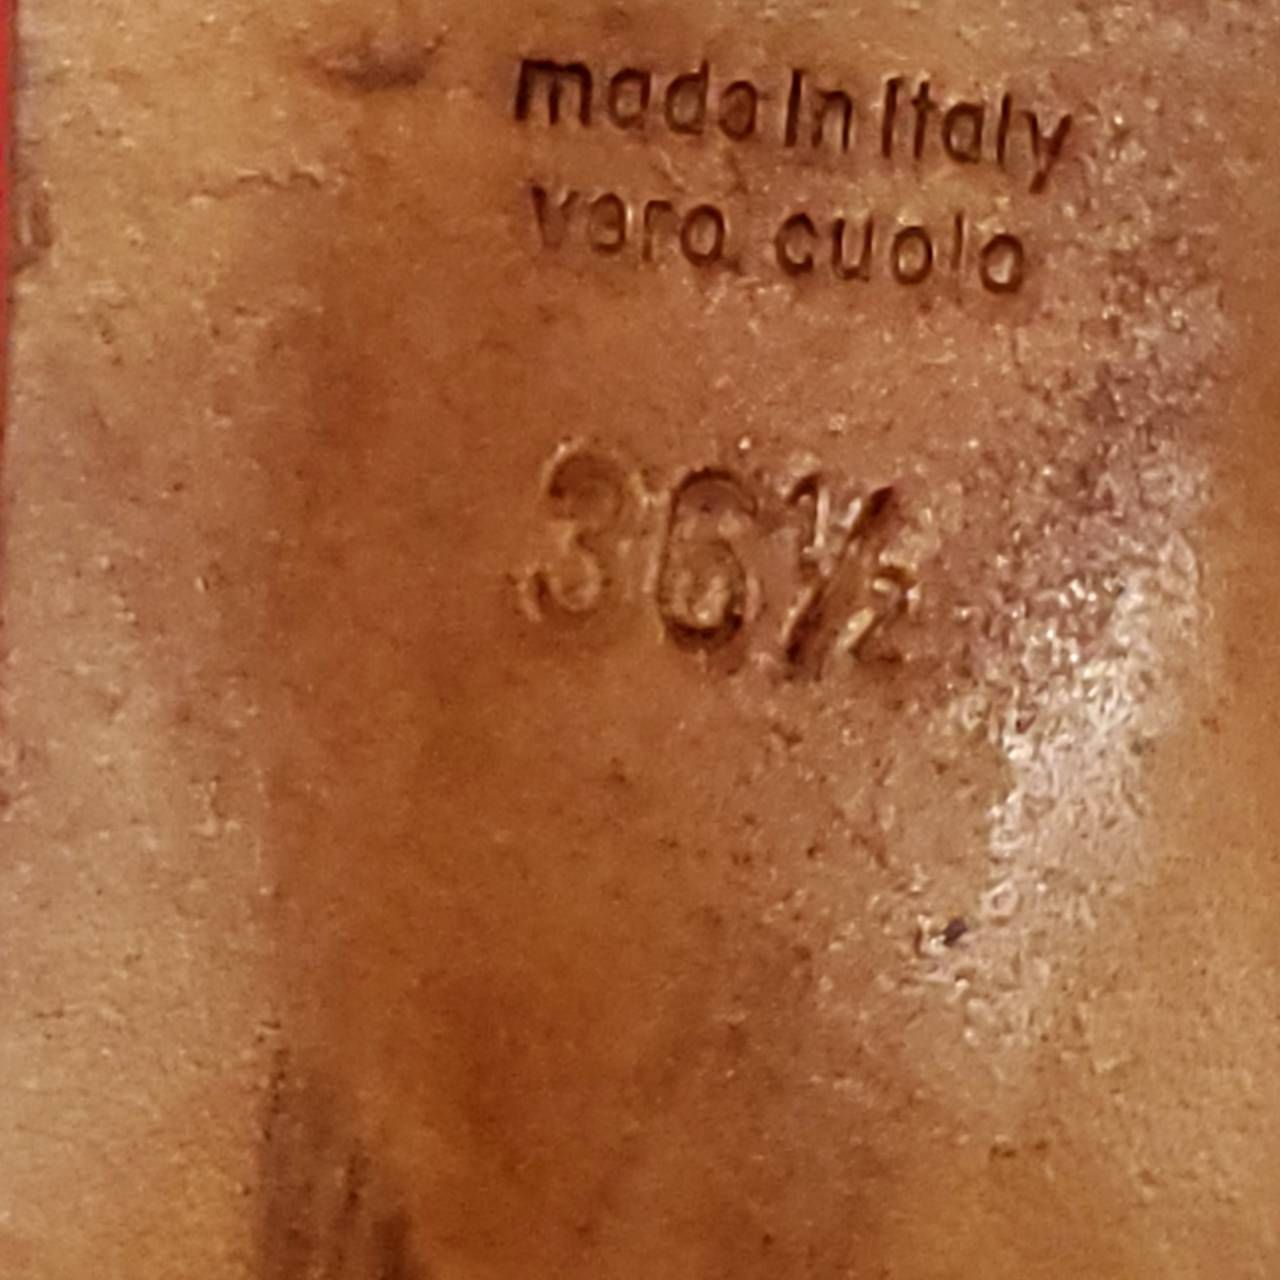 made in italy
vero cuoio
36½